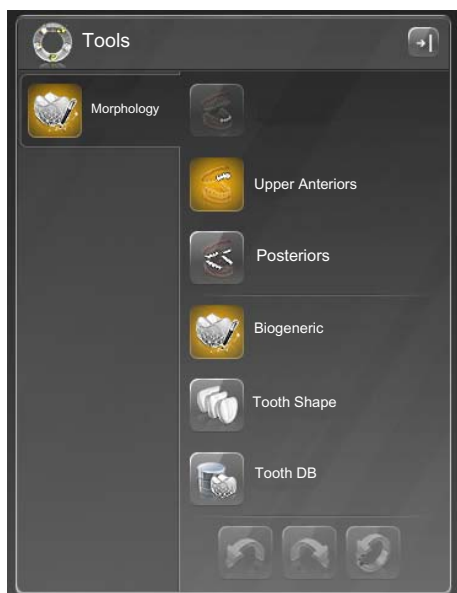 Tools
Morphology
Upper Anteriors
Posteriors
Biogeneric
Tooth Shape
Tooth DB